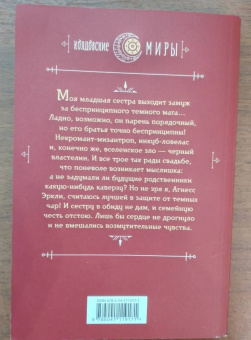 КОЛДОВСКИЕ МИРЫ
Моя младшая сестра выходит замуж
за беспринципного темного мага...
Ладно, возможно, он парень порядочный,
но его братья точно беспринципны!
Некромант-мизантроп, инкуб-ловелас
и, конечно же, вселенское зло — черный
властелин. И все трое так рады свадьбе,
что поневоле возникает мыслишка:
а не задумали ли будущие родственники
какую-нибудь каверзу? Но не зря я, Агнесс
Эркли, считаюсь лучшей в защите от темных
чар! И сестру в обиду не дам, и семейную
честь отстою. Лишь бы сердце не дрогнуло
и не вмешались возмутительные чувства.